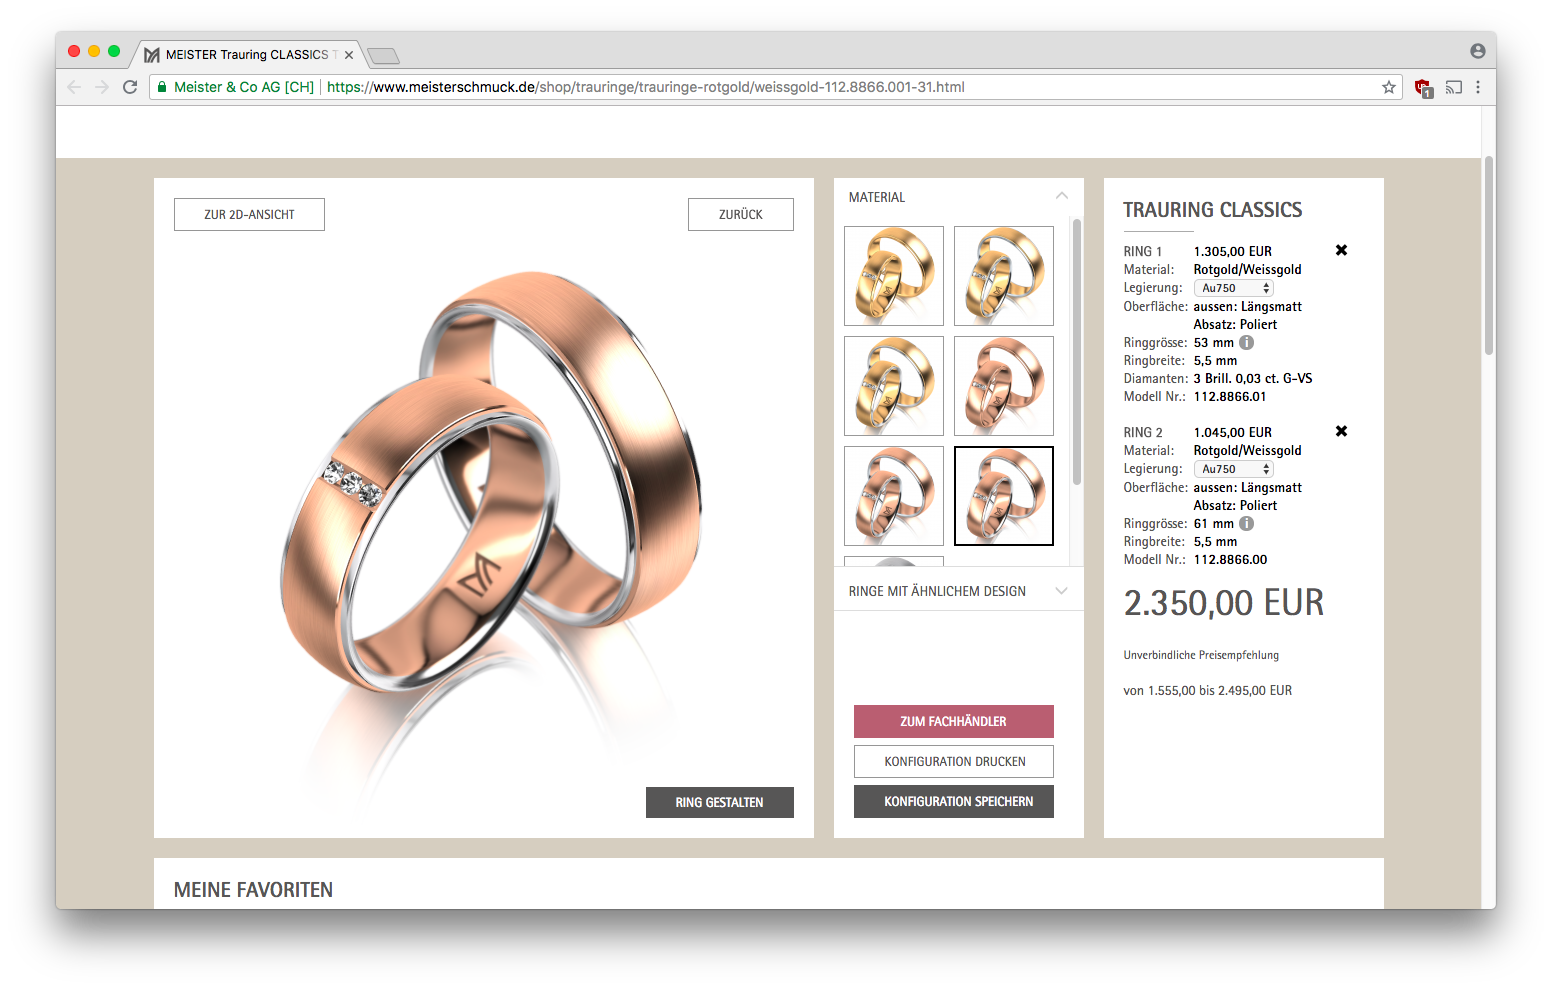 MEISTER Trauring CLASSICS T
Meister & Co AG [CH] https://www.meisterschmuck.de/shop/trauringe/trauringe-rotgold/weissgold-112.8866.001-31.html
1
ZUR 2D-ANSICHT
ZURÜCK
RING GESTALTEN
MATERIAL
RINGE MIT ÄHNLICHEM DESIGN
ZUM FACHHÄNDLER
KONFIGURATION DRUCKEN
KONFIGURATION SPEICHERN
TRAURING CLASSICS
RING 1 1.305,00 EUR
Material: Rotgold/Weissgold
Legierung: Au750
Oberfläche: aussen: Längsmatt
Absatz: Poliert
Ringgrösse: 53 mm i
Ringbreite: 5,5 mm
Diamanten: 3 Brill. 0,03 ct. G-VS
Modell Nr.: 112.8866.01
RING 2 1.045,00 EUR
Material: Rotgold/Weissgold
Legierung: Au750
Oberfläche: aussen: Längsmatt
Absatz: Poliert
Ringgrösse: 61 mm i
Ringbreite: 5,5 mm
Modell Nr.: 112.8866.00
2.350,00 EUR
Unverbindliche Preisempfehlung
von 1.555,00 bis 2.495,00 EUR
MEINE FAVORITEN